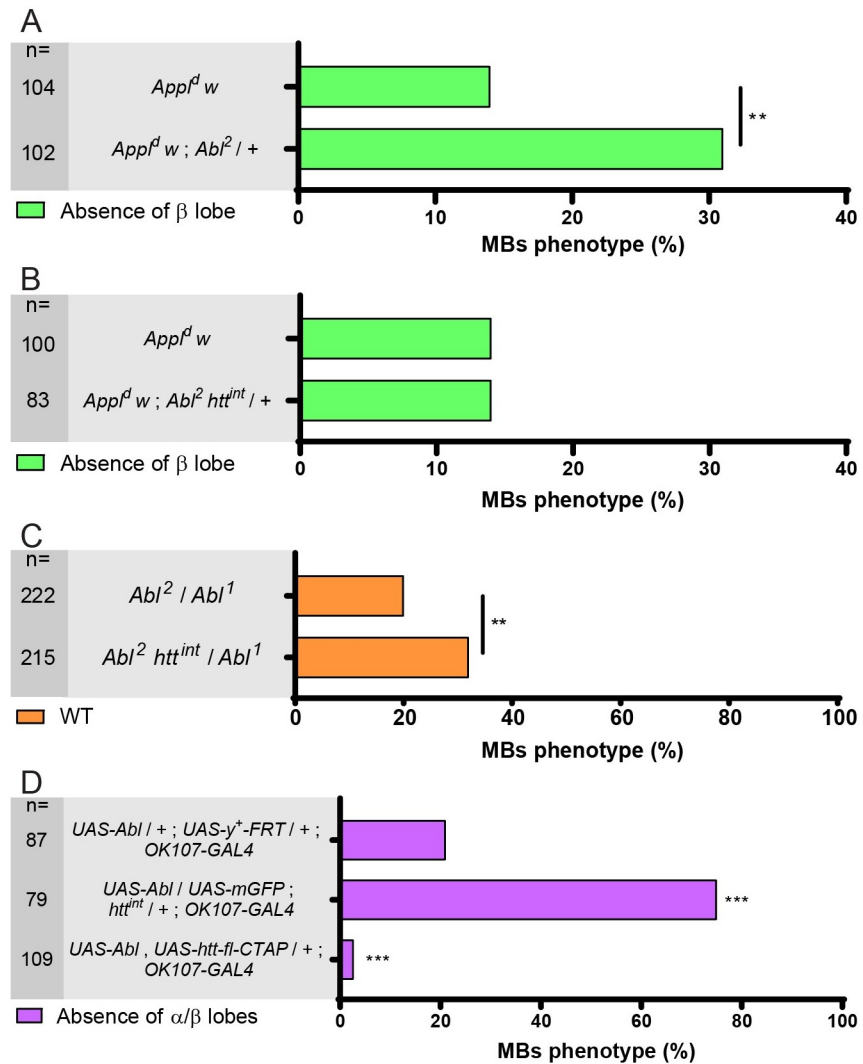 A
n=
104 Appl^d w
**
102 Appl^d w ; Abl^2 / +
Absence of β lobe
0 10 20 30 40
MBs phenotype (%)
B
n=
100 Appl^d w
83 Appl^d w ; Abl^2 htt^int / +
Absence of β lobe
0 10 20 30 40
MBs phenotype (%)
C
n=
222 Abl^2 / Abl^1
**
215 Abl^2 htt^int / Abl^1
WT
0 20 40 60 80 100
MBs phenotype (%)
D
n=
87 UAS-Abl / + ; UAS-y^+-FRT / + ;
OK107-GAL4
79 UAS-Abl / UAS-mGFP ;
htt^int / + ; OK107-GAL4 ***
109 UAS-Abl , UAS-htt-fl-CTAP / + ;
OK107-GAL4 ***
Absence of α/β lobes
0 20 40 60 80 100
MBs phenotype (%)